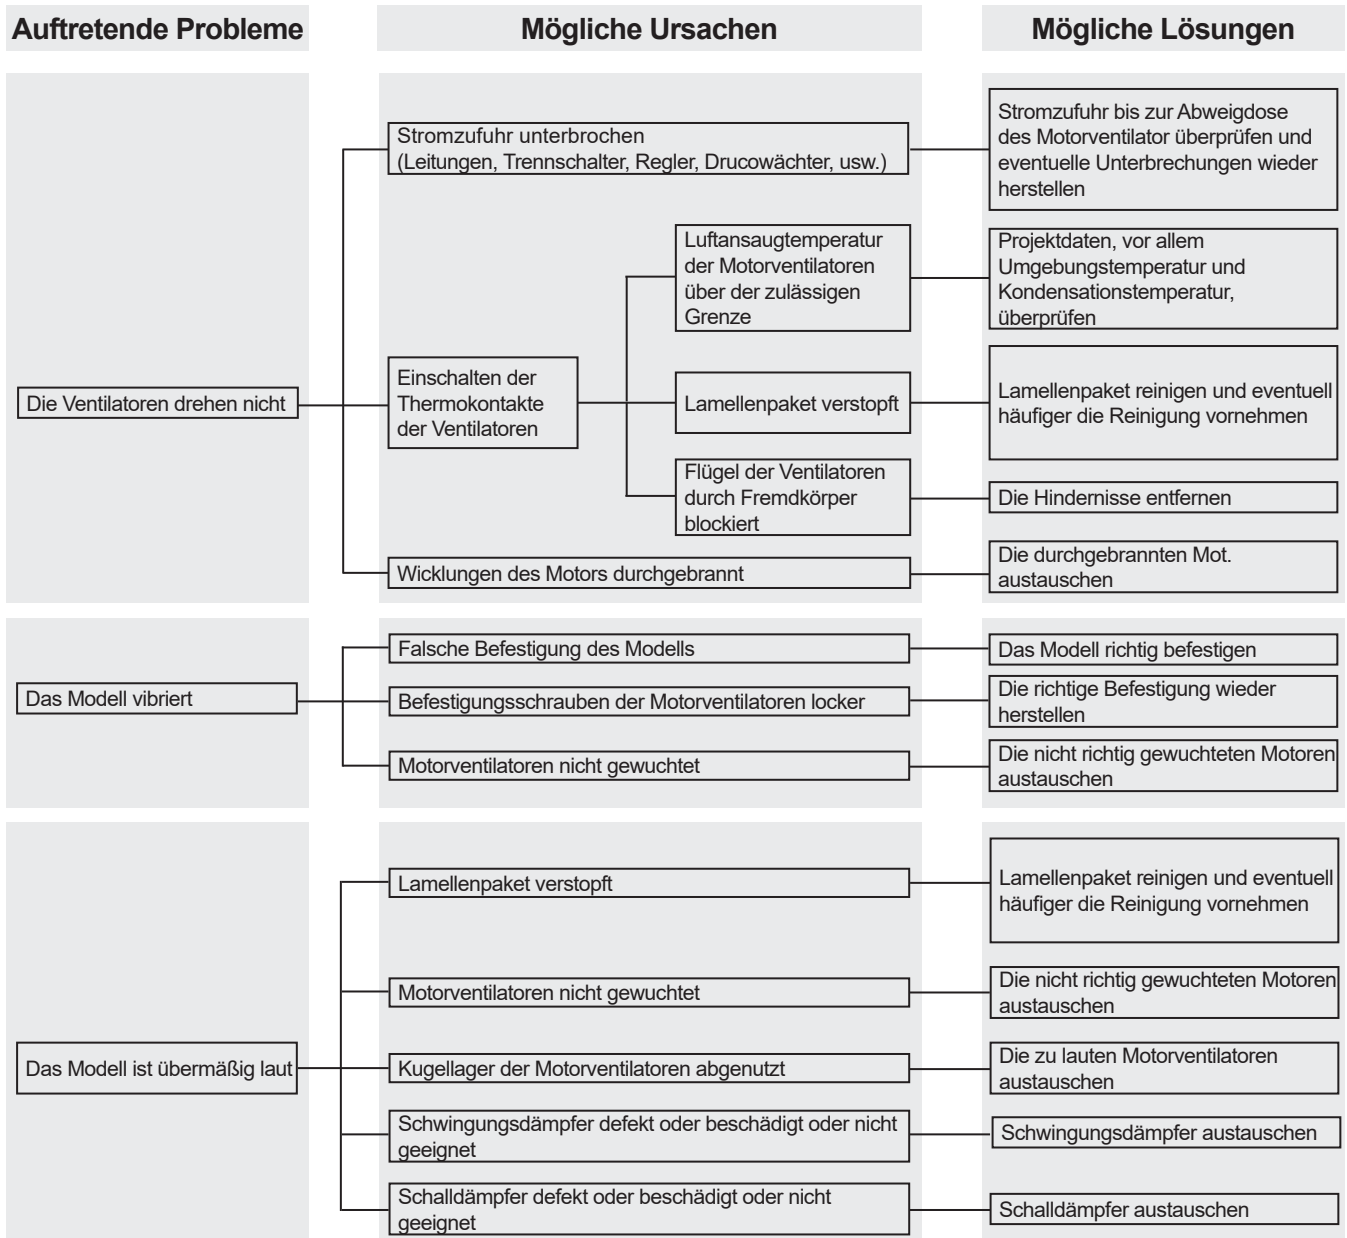 Auftretende Probleme
Mögliche Ursachen
Mögliche Lösungen
Die Ventilatoren drehen nicht
Stromzufuhr unterbrochen
(Leitungen, Trennschalter, Regler, Drucowächter, usw.)
Stromzufuhr bis zur Abweigdose
des Motorventilator überprüfen und
eventuelle Unterbrechungen wieder
herstellen
Einschalten der
Thermokontakte
der Ventilatoren
Luftansaugtemperatur
der Motorventilatoren
über der zulässigen
Grenze
Projektdaten, vor allem
Umgebungstemperatur und
Kondensationstemperatur,
überprüfen
Lamellenpaket verstopft
Lamellenpaket reinigen und eventuell
häufiger die Reinigung vornehmen
Flügel der Ventilatoren
durch Fremdkörper
blockiert
Die Hindernisse entfernen
Wicklungen des Motors durchgebrannt
Die durchgebrannten Mot.
austauschen
Das Modell vibriert
Falsche Befestigung des Modells
Das Modell richtig befestigen
Befestigungsschrauben der Motorventilatoren locker
Die richtige Befestigung wieder
herstellen
Motorventilatoren nicht gewuchtet
Die nicht richtig gewuchteten Motoren
austauschen
Das Modell ist übermäßig laut
Lamellenpaket verstopft
Lamellenpaket reinigen und eventuell
häufiger die Reinigung vornehmen
Motorventilatoren nicht gewuchtet
Die nicht richtig gewuchteten Motoren
austauschen
Kugellager der Motorventilatoren abgenutzt
Die zu lauten Motorventilatoren
austauschen
Schwingungsdämpfer defekt oder beschädigt oder nicht
geeignet
Schwingungsdämpfer austauschen
Schalldämpfer defekt oder beschädigt oder nicht
geeignet
Schalldämpfer austauschen